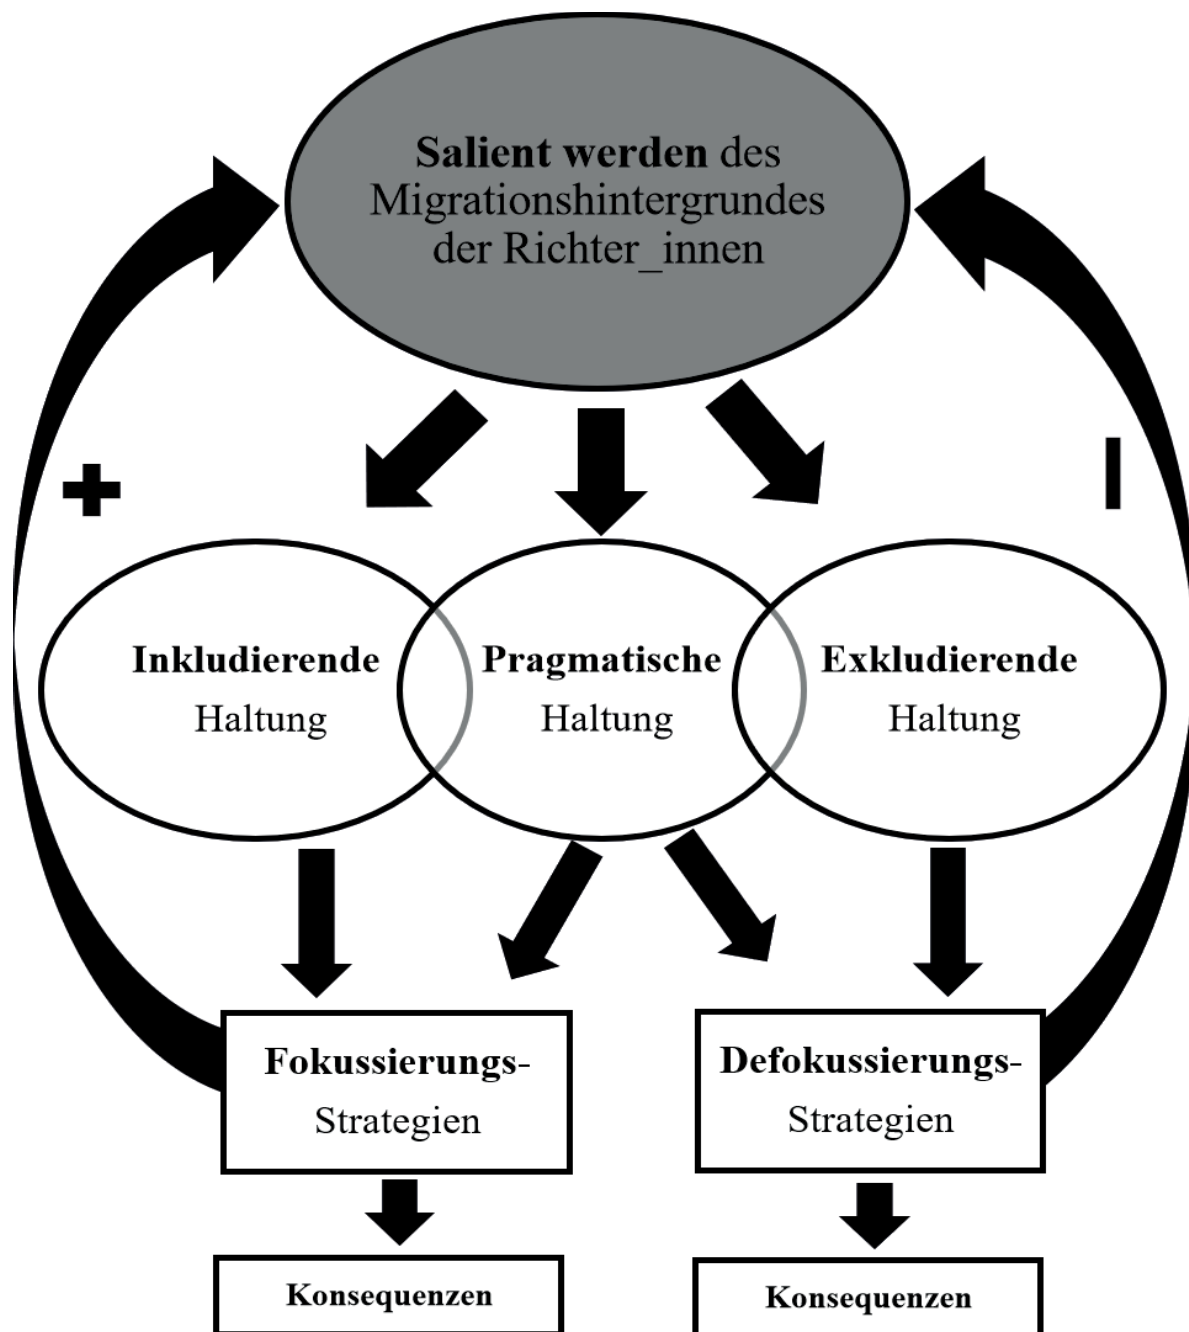 Salient werden des
Migrationshintergrundes
der Richter_innen
+
–
Inkludierende
Haltung
Pragmatische
Haltung
Exkludierende
Haltung
Fokussierungs-
Strategien
Defokussierungs-
Strategien
Konsequenzen
Konsequenzen